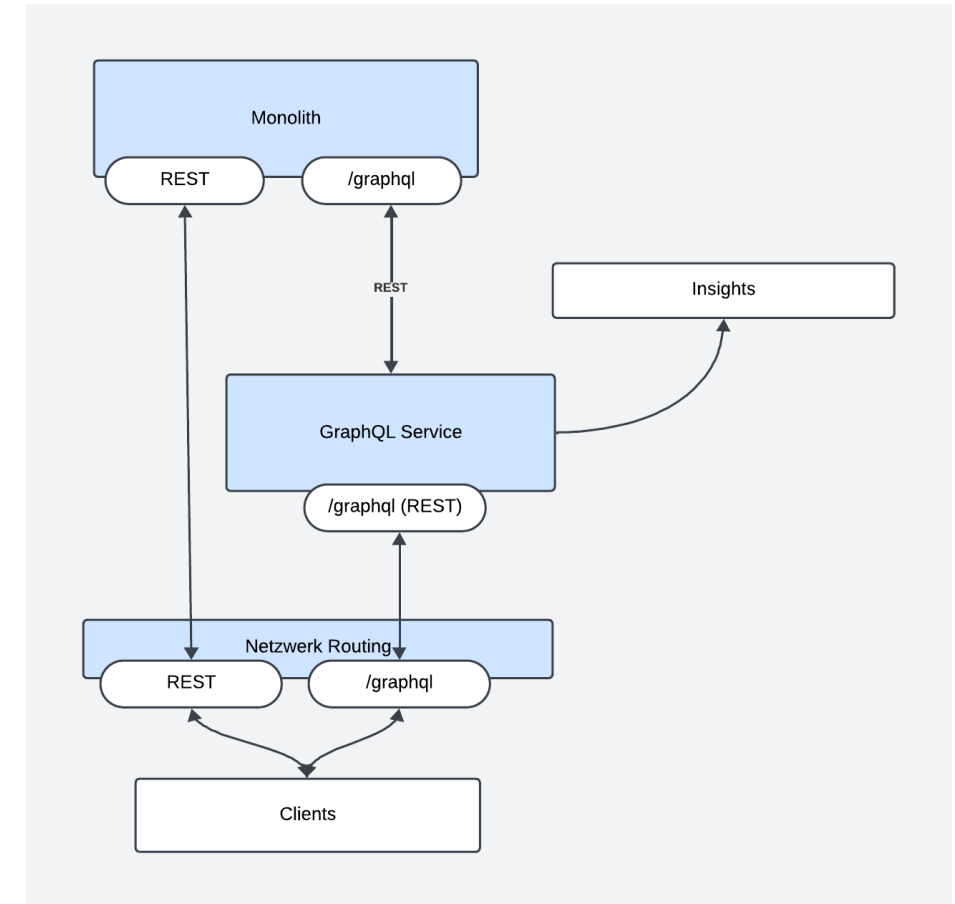 Monolith
REST
/graphql
REST
Insights
GraphQL Service
/graphql (REST)
Netzwerk Routing
REST
/graphql
Clients